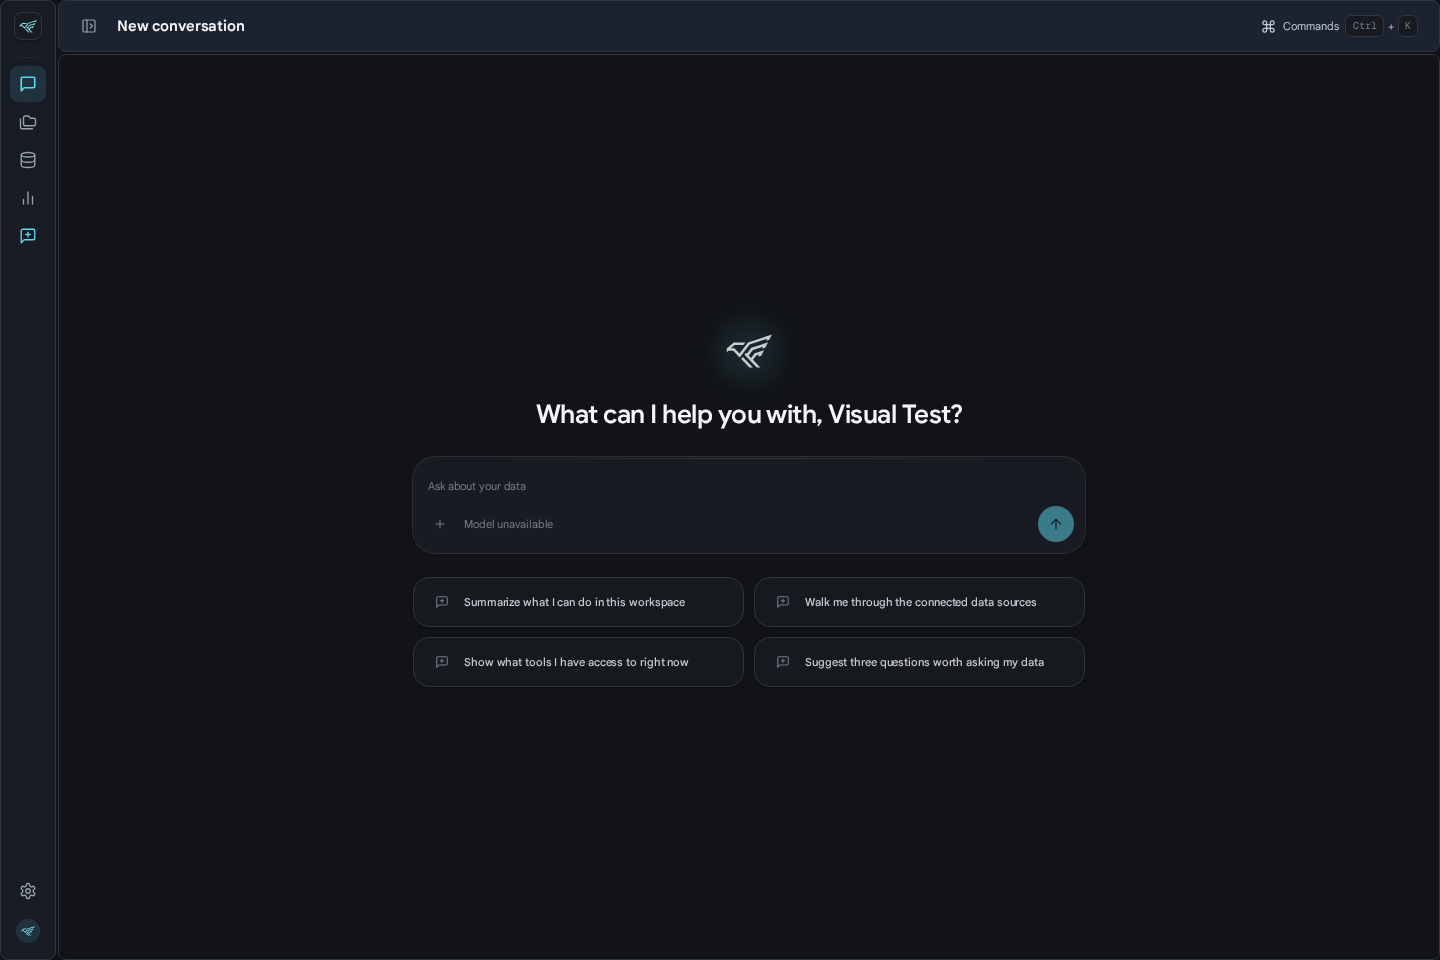 New conversation
Commands Ctrl + K
What can I help you with, Visual Test?
Ask about your data
Model unavailable
Summarize what I can do in this workspace
Walk me through the connected data sources
Show what tools I have access to right now
Suggest three questions worth asking my data